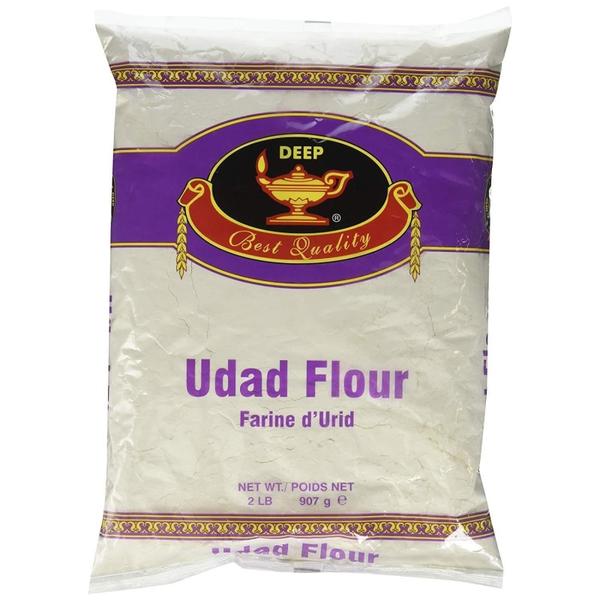 DEEP
®
Best Quality
Udad Flour
Farine d'Urid
NET WT./ POIDS NET
2 LB 907 g ℮
Udad Flour